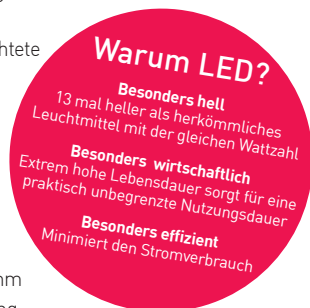 chtete
Warum LED?
Besonders hell
13 mal heller als herkömmliches
Leuchtmittel mit der gleichen Wattzahl
Besonders wirtschaftlich
Extrem hohe Lebensdauer sorgt für eine
praktisch unbegrenzte Nutzungsdauer
Besonders effizient
Minimiert den Stromverbrauch